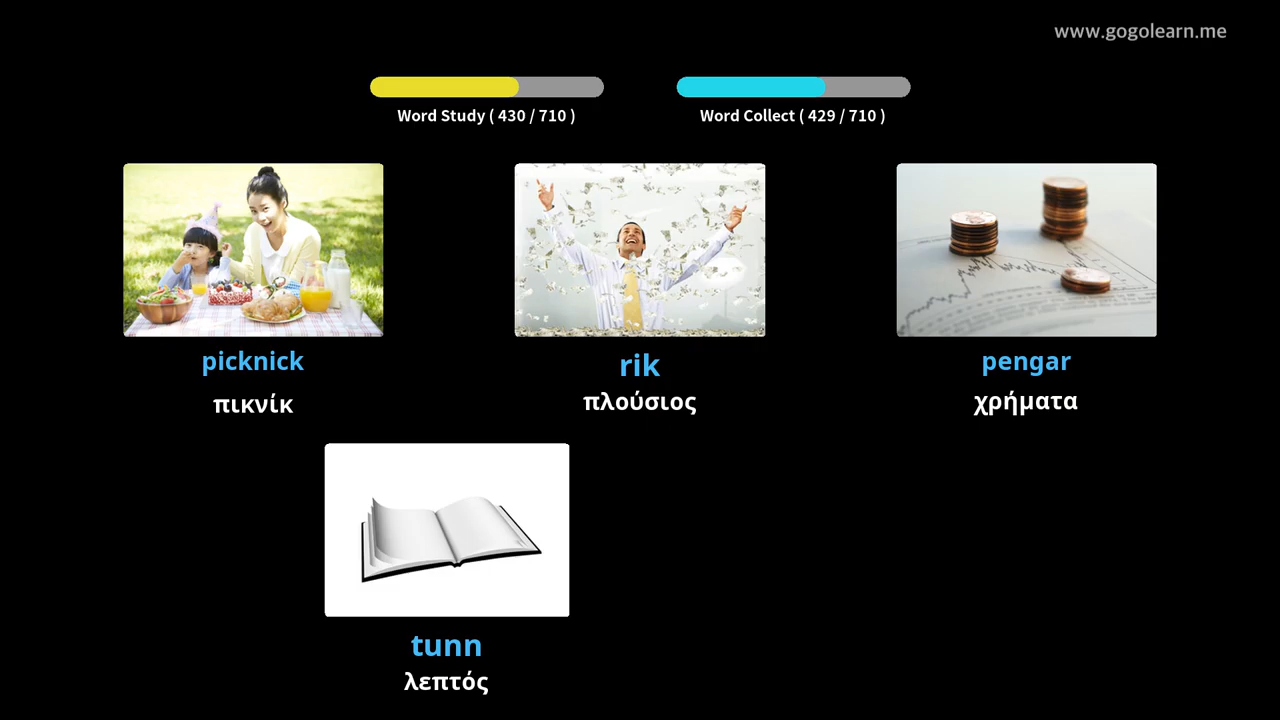 www.gogolearn.me
Word Study ( 430 / 710 )
Word Collect ( 429 / 710 )
picknick
πικνίκ
rik
πλούσιος
pengar
χρήματα
tunn
λεπτός